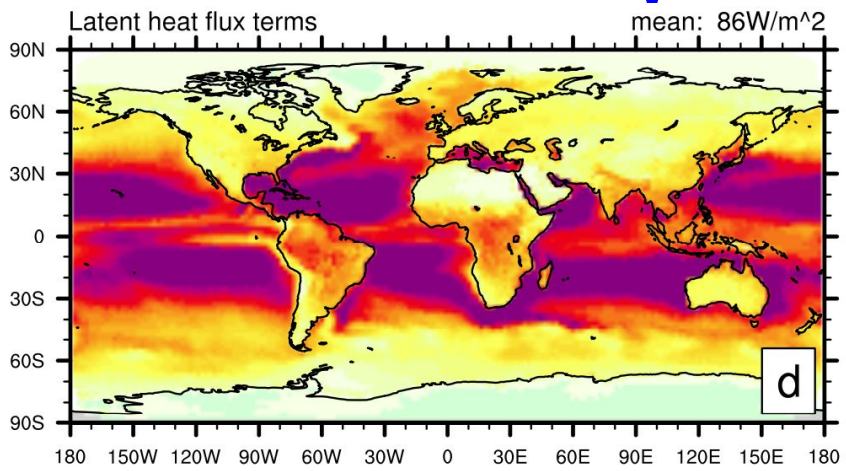 Latent heat flux terms mean: 86W/m^2
90N
60N
30N
0
30S
60S
90S
d
180 150W 120W 90W 60W 30W 0 30E 60E 90E 120E 150E 180